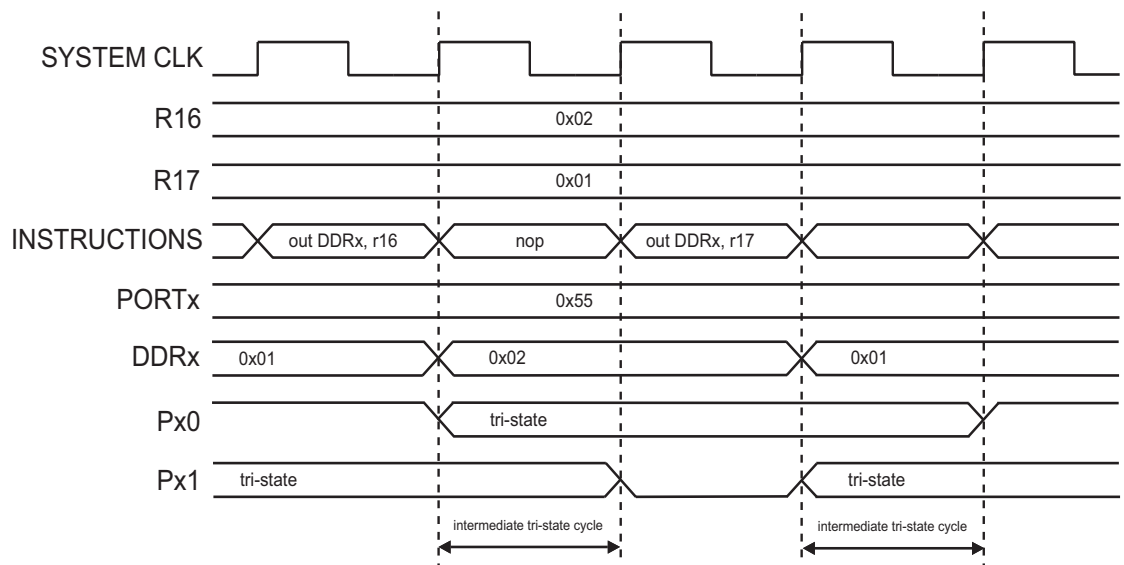 SYSTEM CLK
R16
0x02
R17
0x01
INSTRUCTIONS
out DDRx, r16
nop
out DDRx, r17
PORTx
0x55
DDRx
0x01
0x02
0x01
Px0
tri-state
Px1
tri-state
tri-state
intermediate tri-state cycle
intermediate tri-state cycle